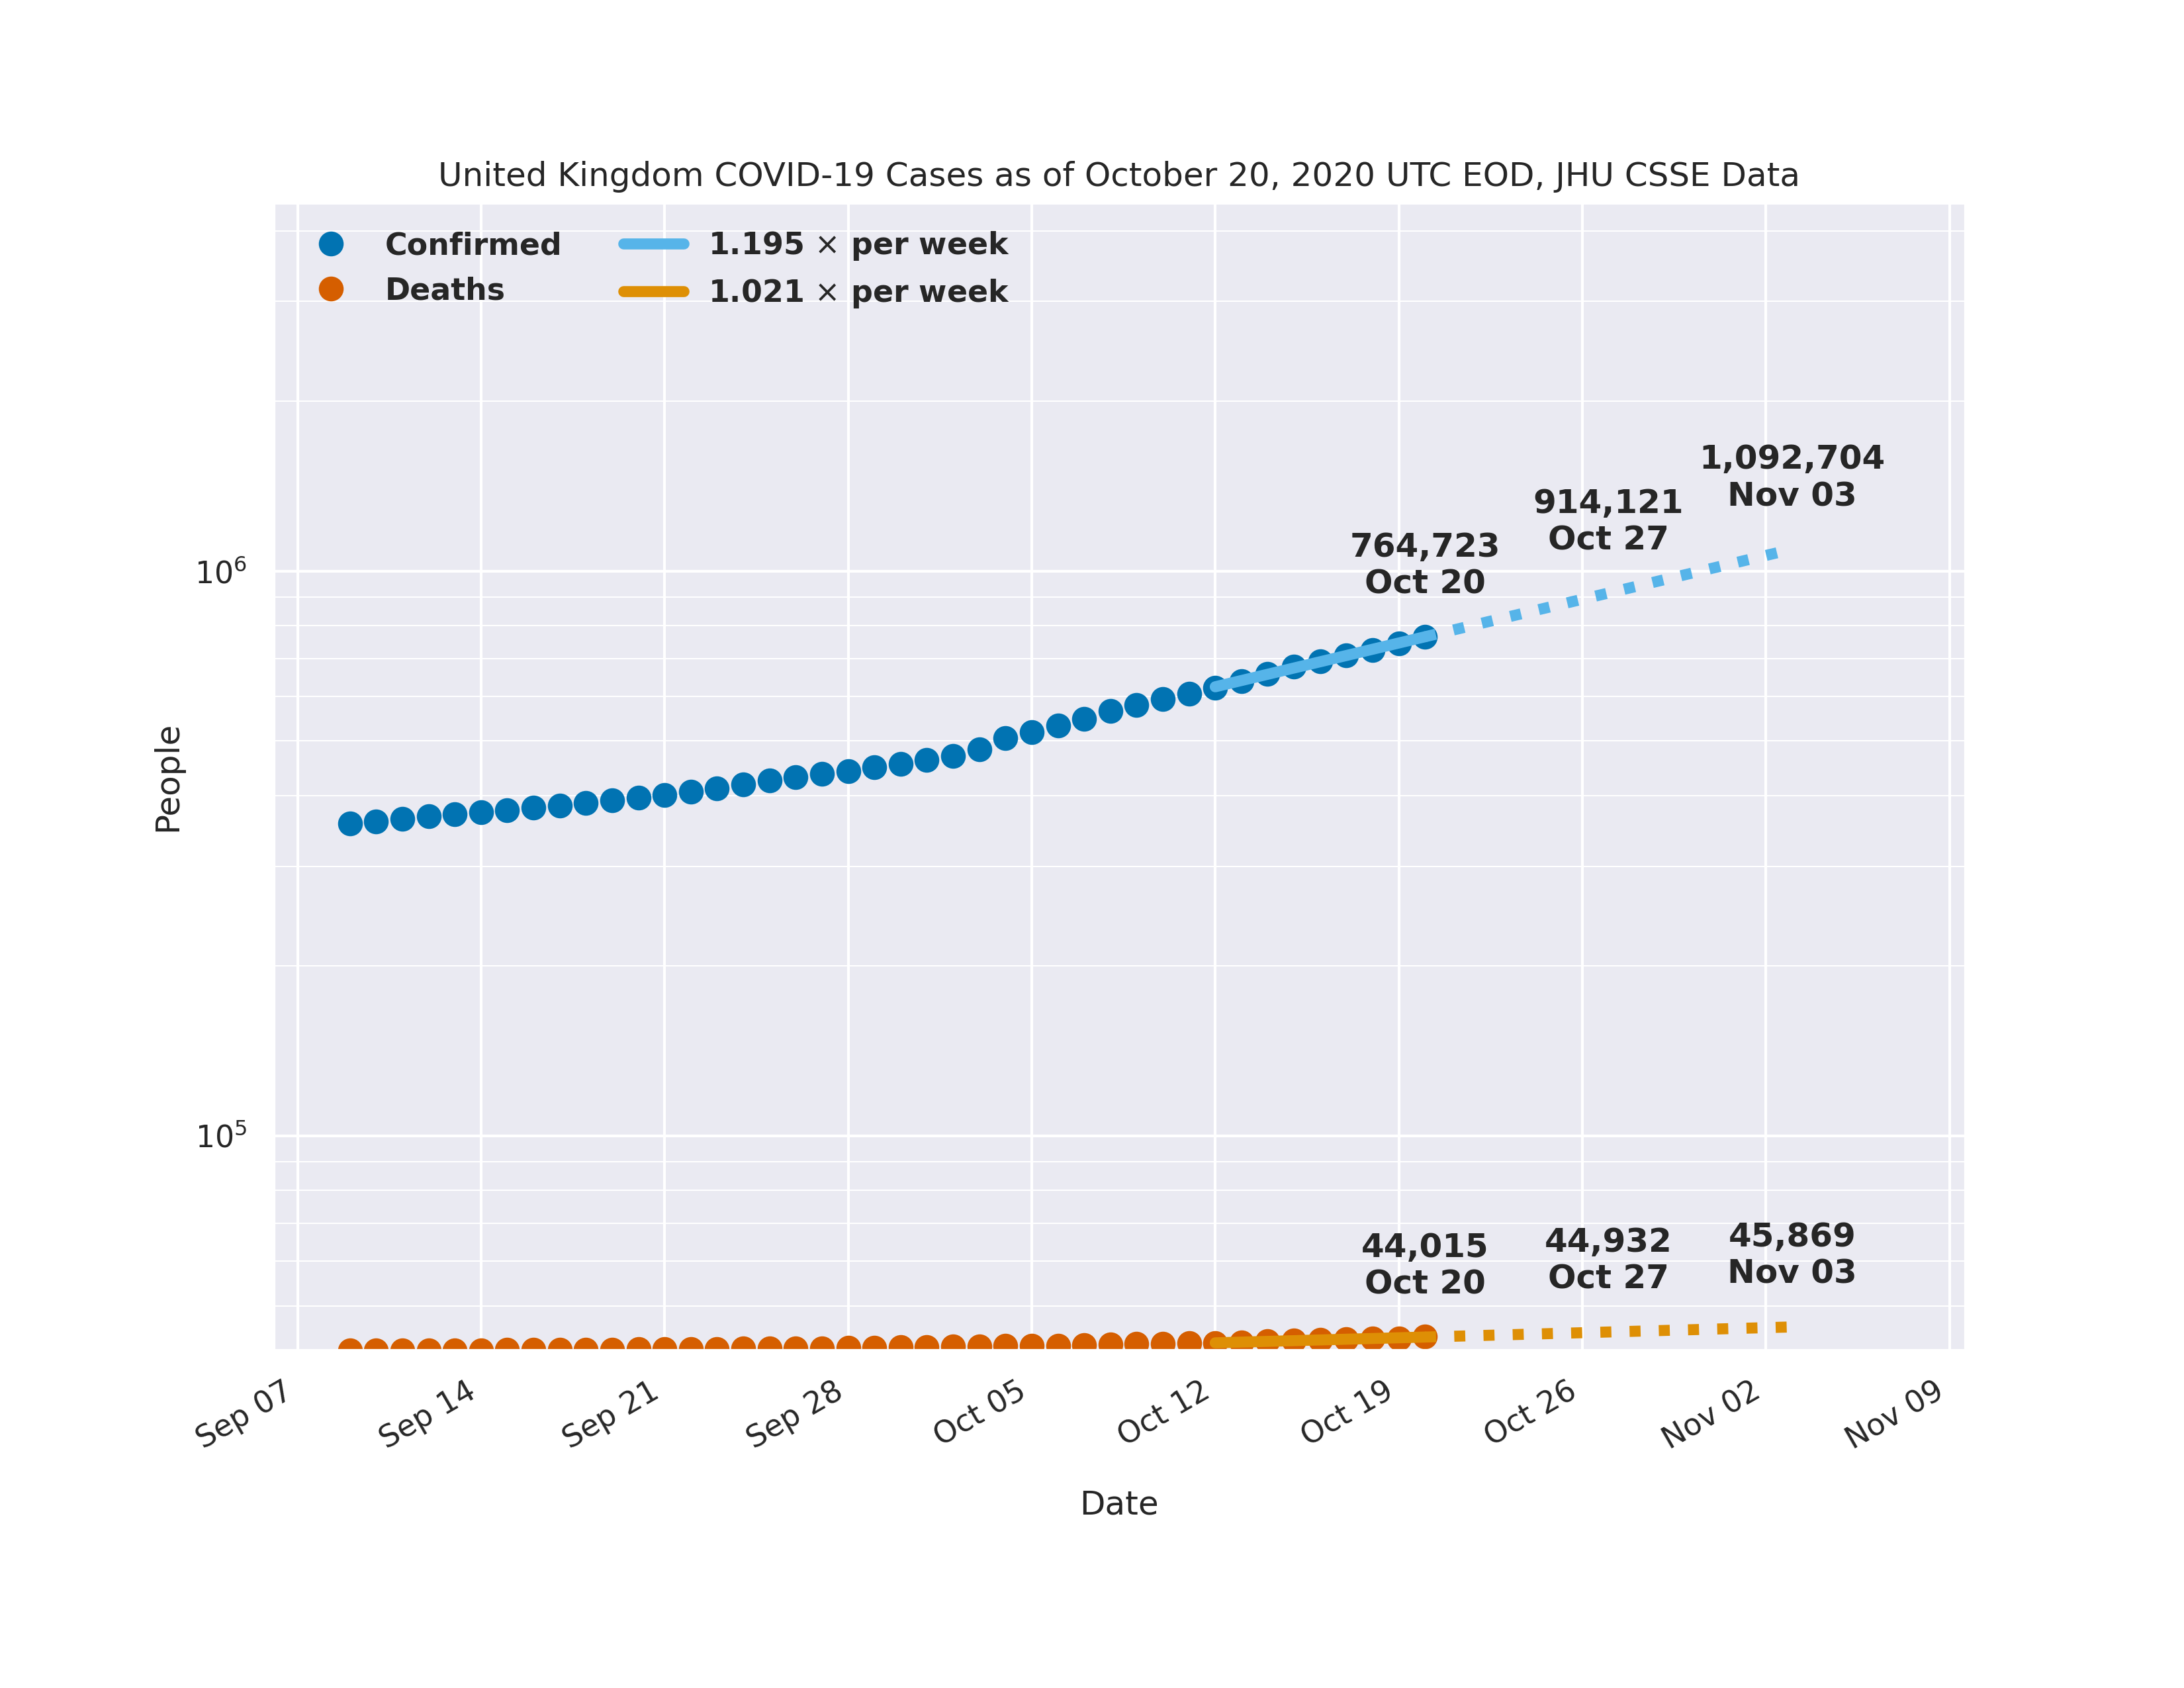 United Kingdom COVID-19 Cases as of October 20, 2020 UTC EOD, JHU CSSE Data
Confirmed
Deaths
1.195 × per week
1.021 × per week
1,092,704
Nov 03
914,121
Oct 27
764,723
Oct 20
10⁶
People
10⁵
44,015
Oct 20
44,932
Oct 27
45,869
Nov 03
Sep 07
Sep 14
Sep 21
Sep 28
Oct 05
Oct 12
Oct 19
Oct 26
Nov 02
Nov 09
Date